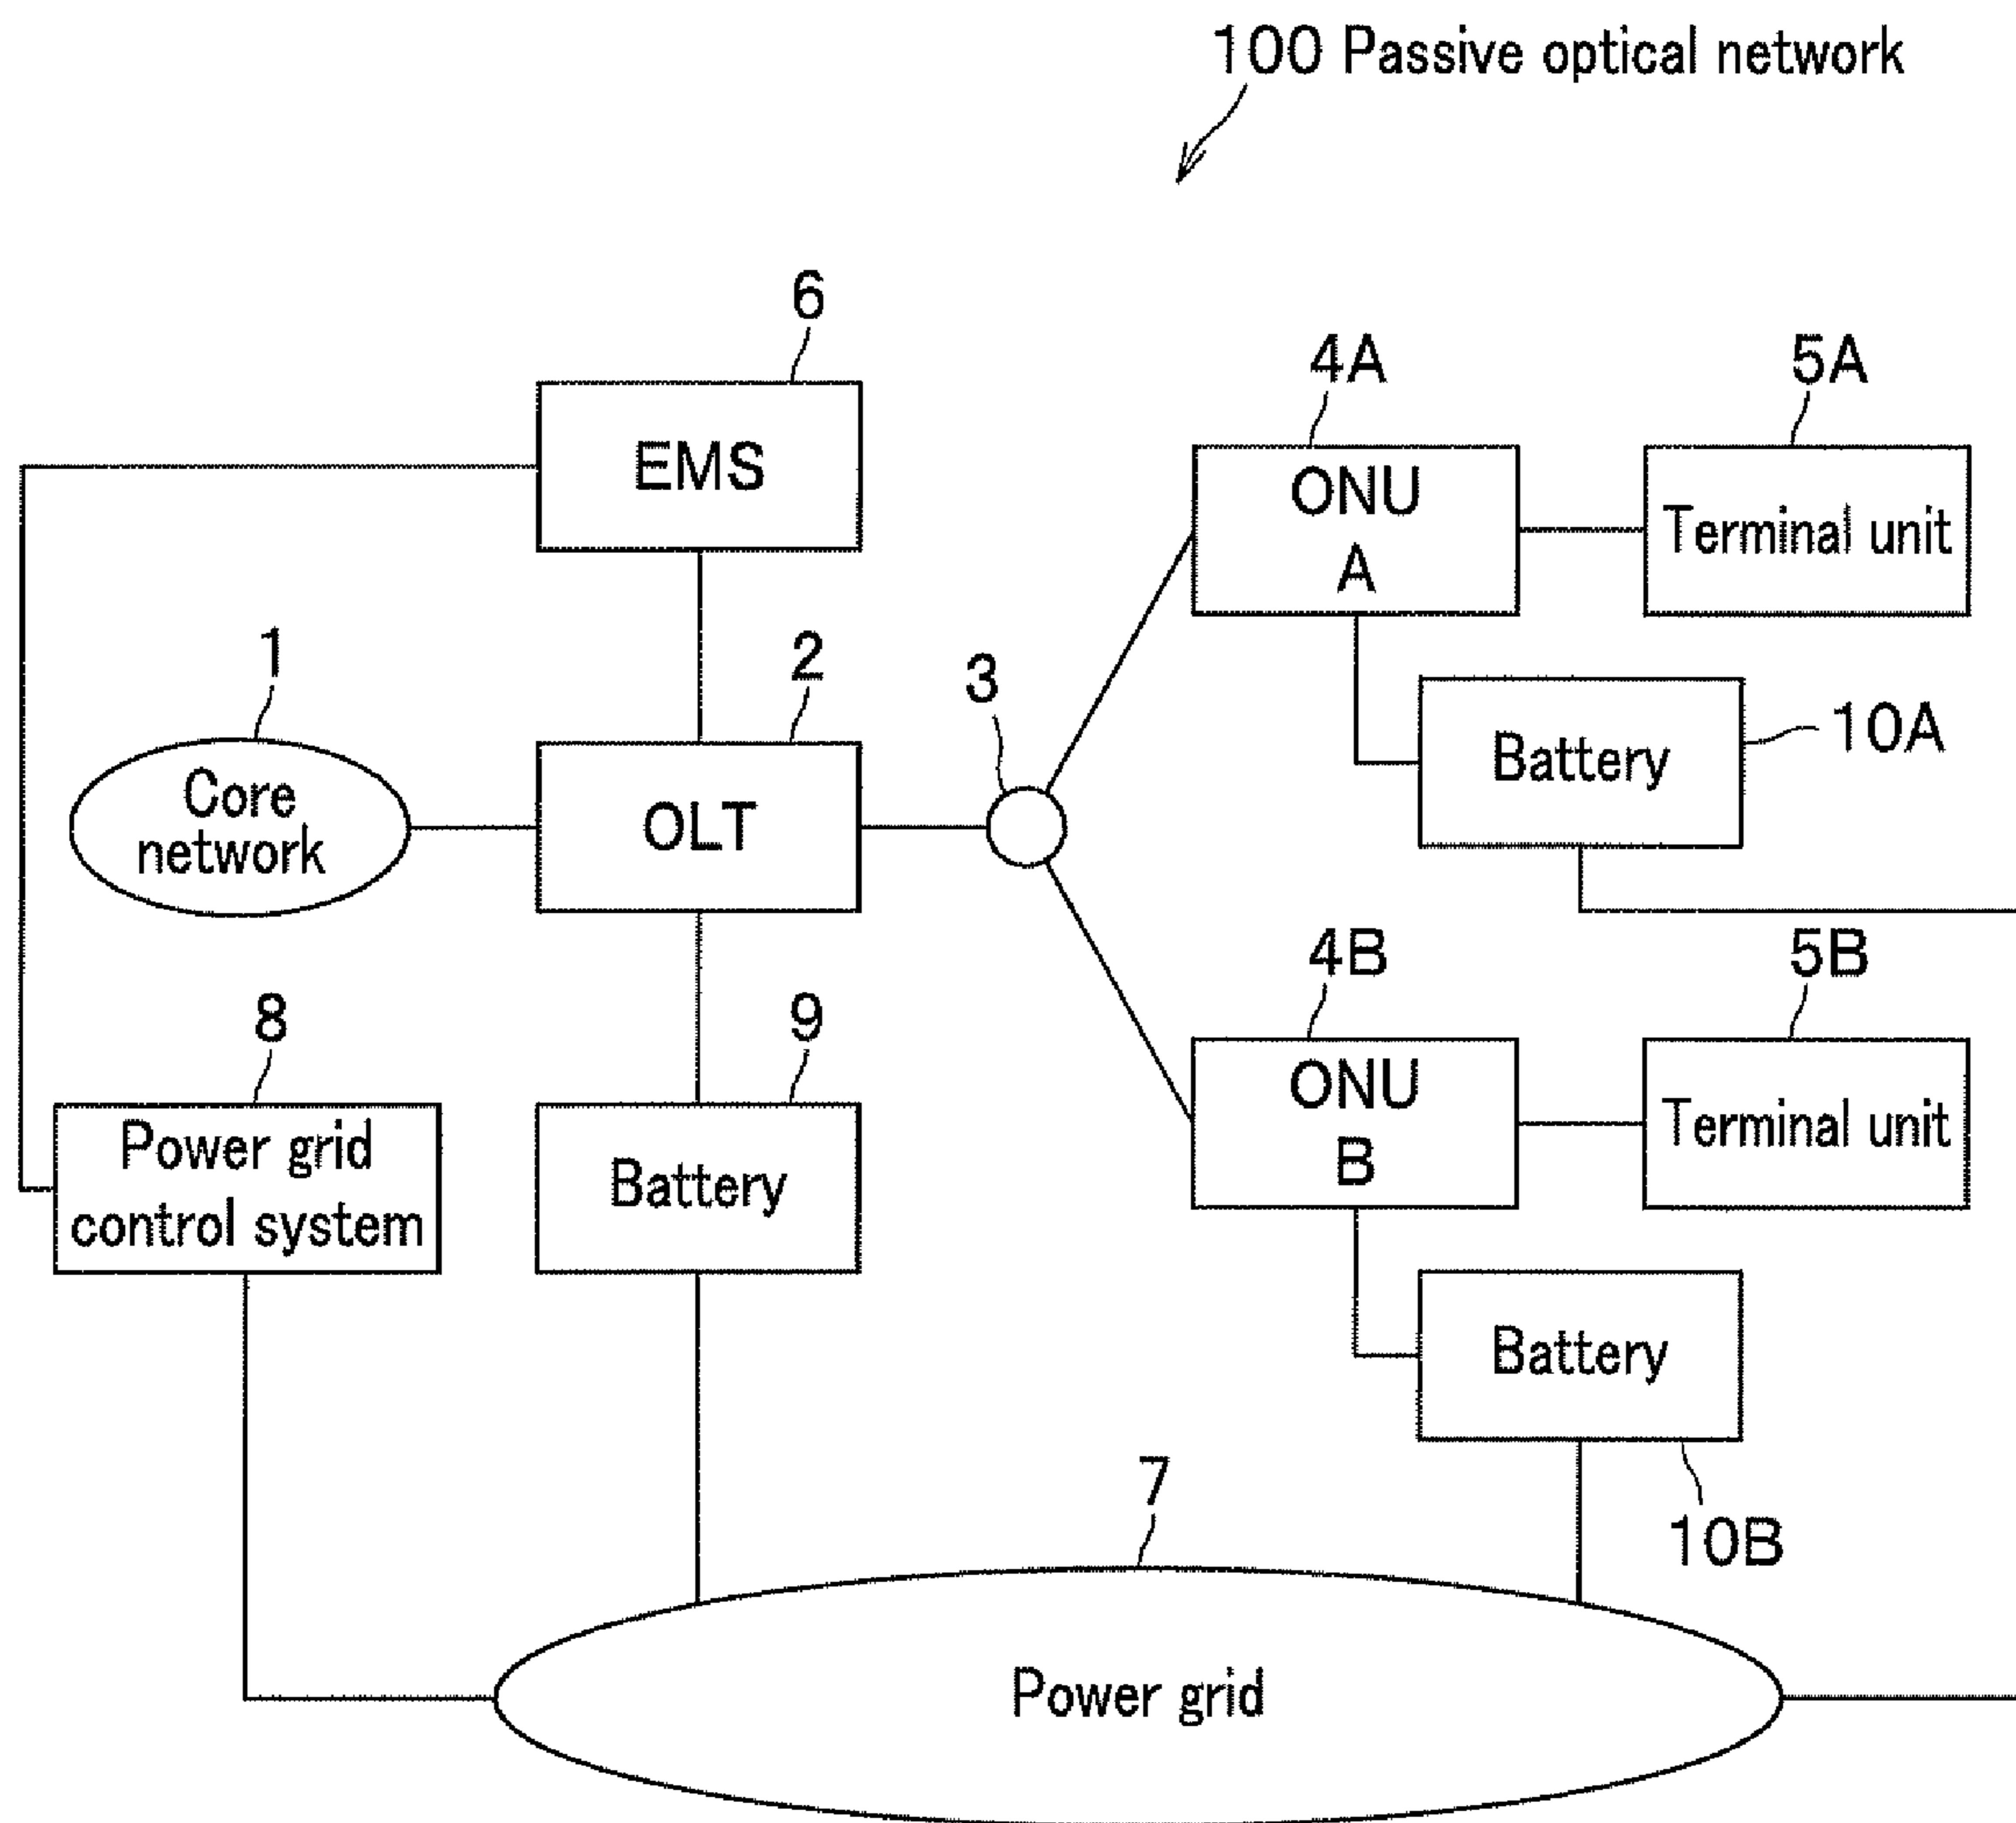 100 Passive optical network
6
EMS
4A
ONU
A
5A
Terminal unit
1
Core
network
2
OLT
3
Battery
10A
8
Power grid
control system
9
Battery
4B
ONU
B
5B
Terminal unit
Battery
10B
7
Power grid